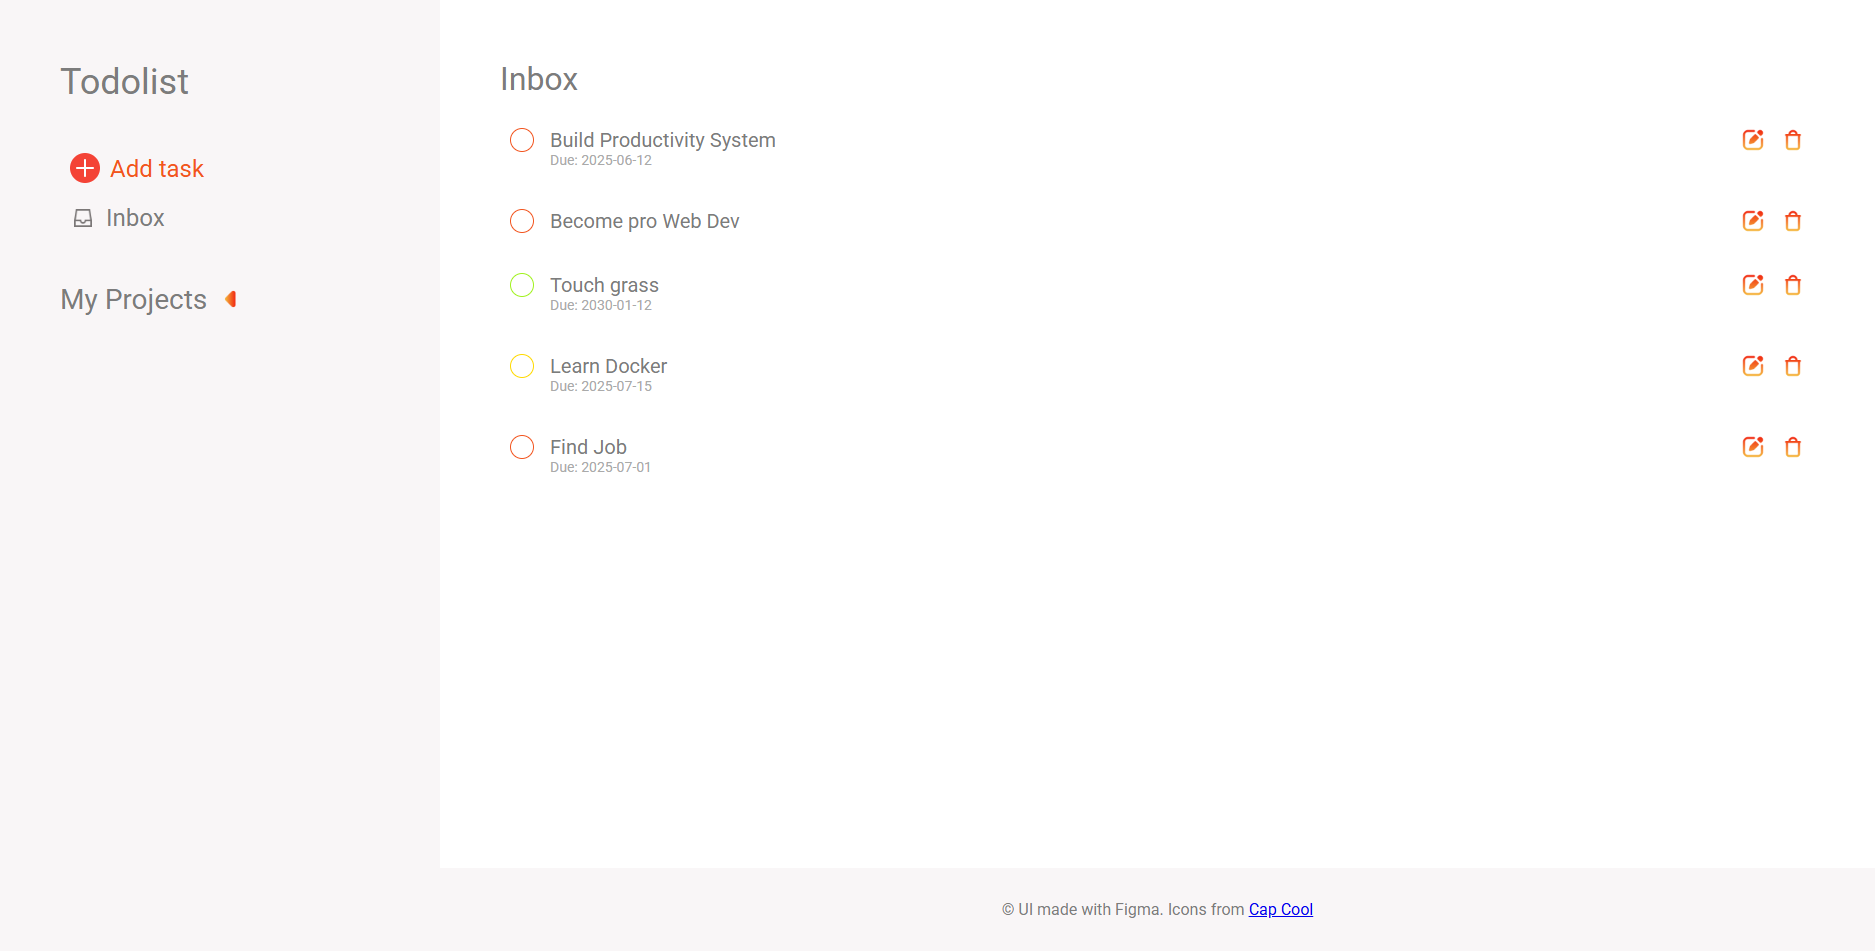 Todolist
Add task
Inbox
My Projects
Inbox
Build Productivity System
Due: 2025-06-12
Become pro Web Dev
Touch grass
Due: 2030-01-12
Learn Docker
Due: 2025-07-15
Find Job
Due: 2025-07-01
© UI made with Figma. Icons from Cap Cool